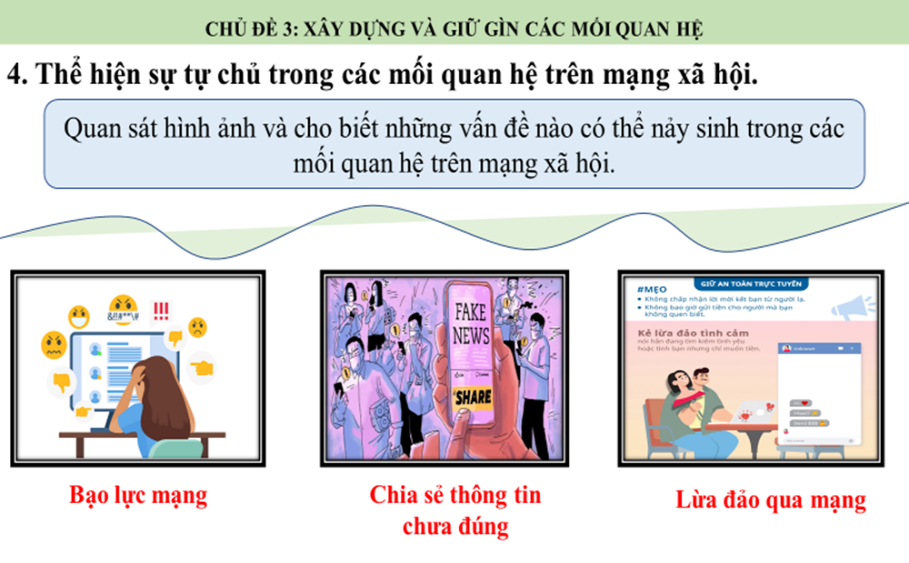 CHỦ ĐỀ 3: XÂY DỰNG VÀ GIỮ GÌN CÁC MỐI QUAN HỆ
4. Thể hiện sự tự chủ trong các mối quan hệ trên mạng xã hội.
Quan sát hình ảnh và cho biết những vấn đề nào có thể nảy sinh trong các
mối quan hệ trên mạng xã hội.
!!!
FAKE
NEWS
SHARE
GIỮ AN TOÀN TRỰC TUYẾN
#MẸO
• Không chấp nhận lời mời kết bạn từ người lạ.
• Không bao giờ gửi tiền cho người mà bạn
không quen biết.
Kẻ lừa đảo tình cảm
nói hắn đang tìm kiếm tình yêu
hoặc tình bạn nhưng chỉ muốn tiền.
Bạo lực mạng
Chia sẻ thông tin
chưa đúng
Lừa đảo qua mạng